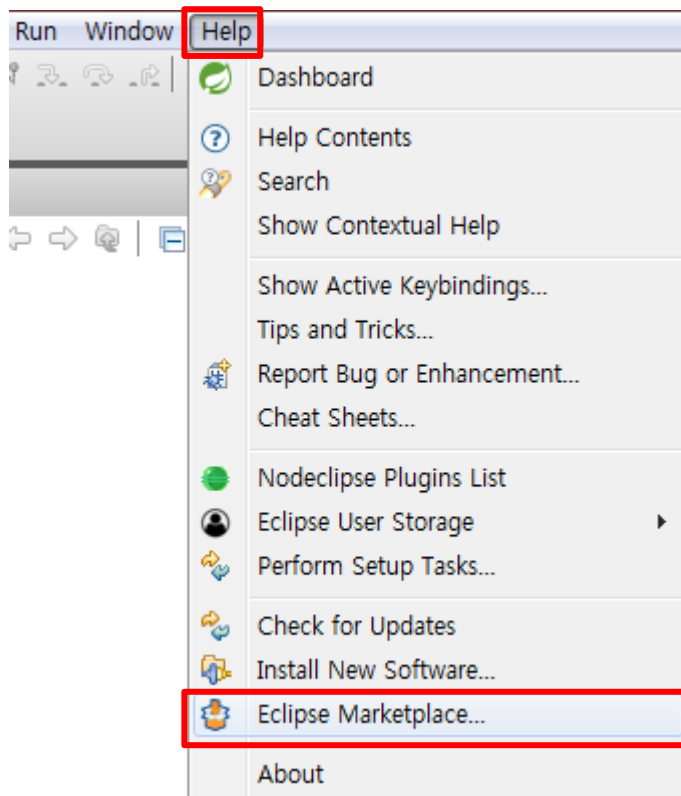 Run Window Help
Dashboard
Help Contents
Search
Show Contextual Help
Show Active Keybindings...
Tips and Tricks...
Report Bug or Enhancement...
Cheat Sheets...
Nodeclipse Plugins List
Eclipse User Storage
Perform Setup Tasks...
Check for Updates
Install New Software...
Eclipse Marketplace...
About